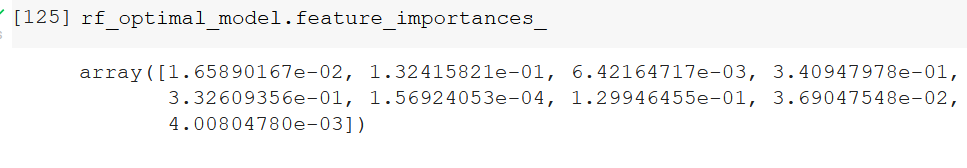 [125] rf_optimal_model.feature_importances_
array([1.65890167e-02, 1.32415821e-01, 6.42164717e-03, 3.40947978e-01,
3.32609356e-01, 1.56924053e-04, 1.29946455e-01, 3.69047548e-02,
4.00804780e-03])